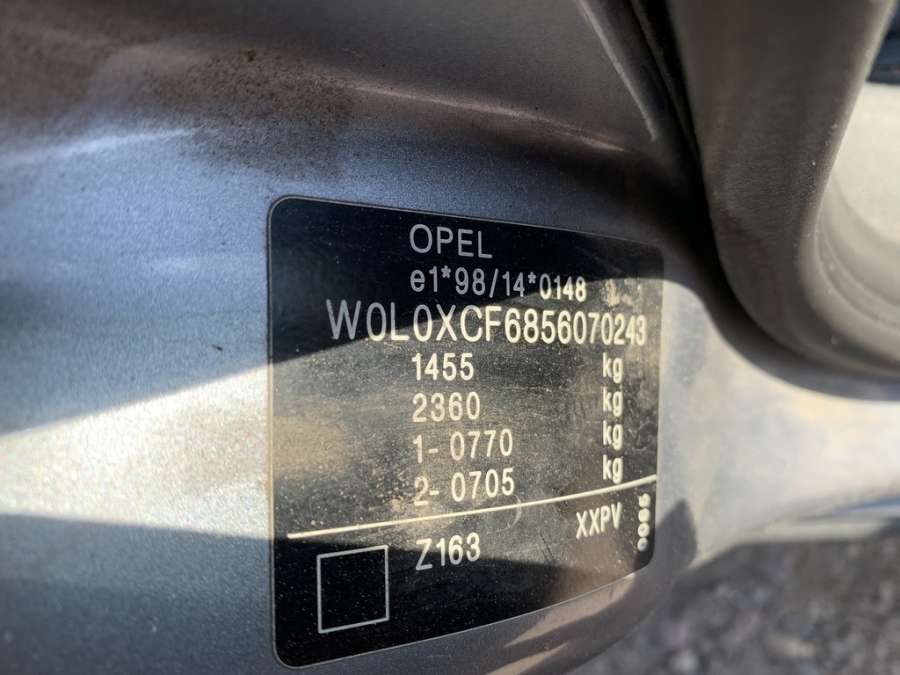 OPEL
e1*98/14*0148
W0L0XCF6856070243
1455 kg
2360 kg
1- 0770 kg
2- 0705 kg
Z163 XXPV